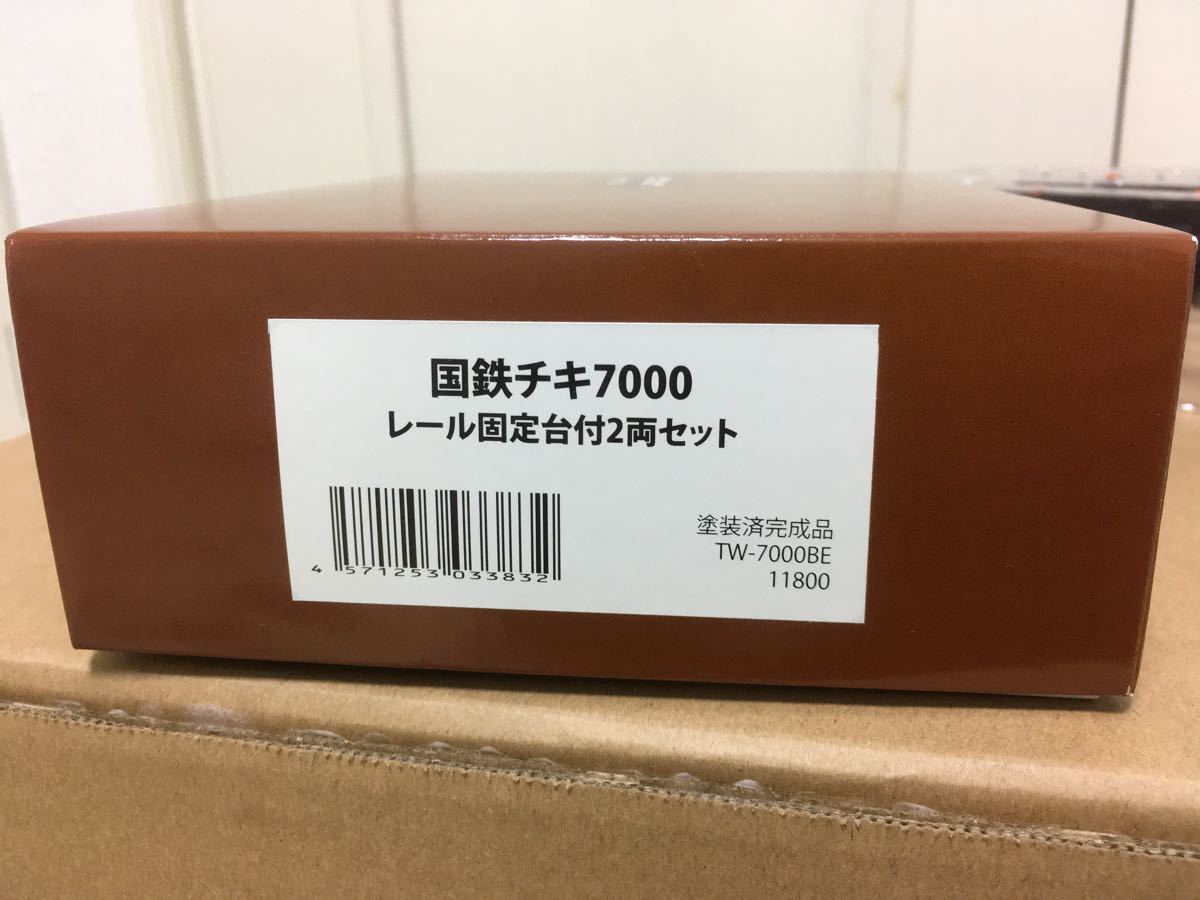 国鉄チキ7000
レール固定台付2両セット
塗装済完成品
TW-7000BE
11800
4 571253 033832